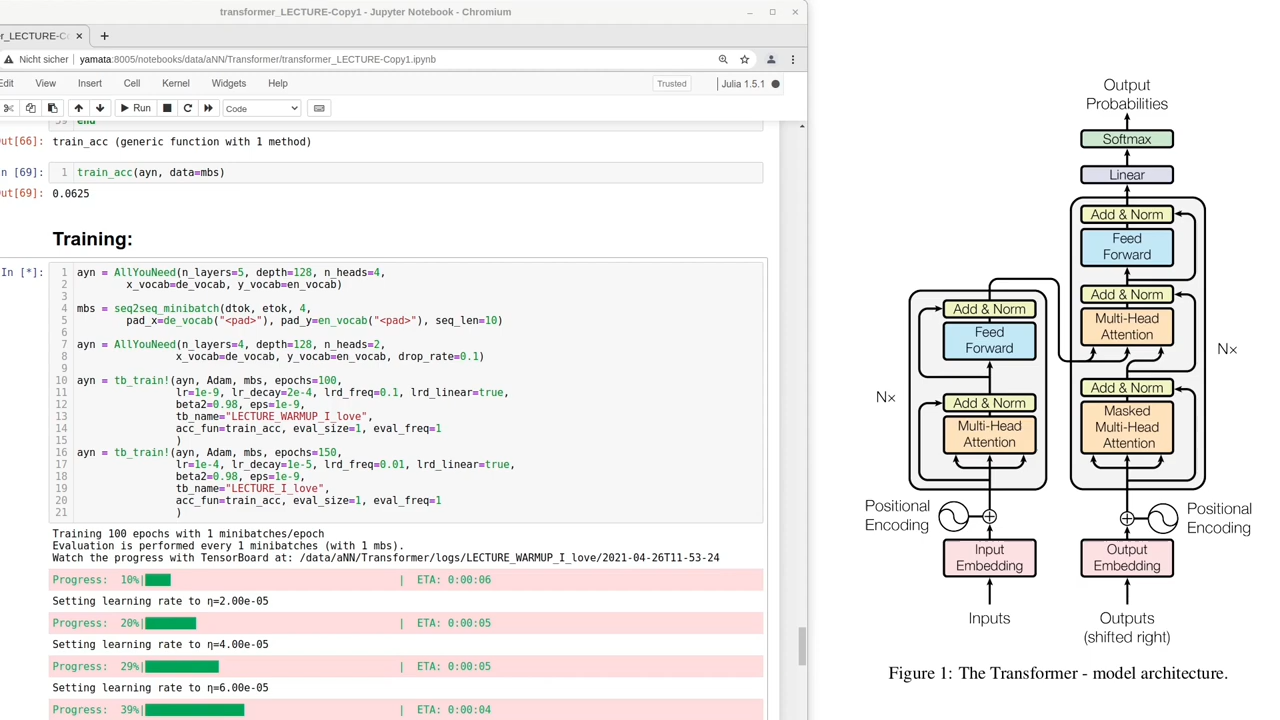 transformer_LECTURE-Copy1 - Jupyter Notebook - Chromium
er_LECTURE-Co
Nicht sicher | yamata:8005/notebooks/data/aNN/Transformer/transformer_LECTURE-Copy1.ipynb
Edit View Insert Cell Kernel Widgets Help Trusted | Julia 1.5.1
Run Code
39 end
ut[66]: train_acc (generic function with 1 method)
n [69]: 1 train_acc(ayn, data=mbs)
ut[69]: 0.0625
Training:
In [*]: 1 ayn = AllYouNeed(n_layers=5, depth=128, n_heads=4,
2 x_vocab=de_vocab, y_vocab=en_vocab)
3
4 mbs = seq2seq_minibatch(dtok, etok, 4,
5 pad_x=de_vocab("<pad>"), pad_y=en_vocab("<pad>"), seq_len=10)
6
7 ayn = AllYouNeed(n_layers=4, depth=128, n_heads=2,
8 x_vocab=de_vocab, y_vocab=en_vocab, drop_rate=0.1)
9
10 ayn = tb_train!(ayn, Adam, mbs, epochs=100,
11 lr=1e-9, lr_decay=2e-4, lrd_freq=0.1, lrd_linear=true,
12 beta2=0.98, eps=1e-9,
13 tb_name="LECTURE_WARMUP_I_love",
14 acc_fun=train_acc, eval_size=1, eval_freq=1
15 )
16 ayn = tb_train!(ayn, Adam, mbs, epochs=150,
17 lr=1e-4, lr_decay=1e-5, lrd_freq=0.01, lrd_linear=true,
18 beta2=0.98, eps=1e-9,
19 tb_name="LECTURE_I_love",
20 acc_fun=train_acc, eval_size=1, eval_freq=1
21 )
Training 100 epochs with 1 minibatches/epoch
Evaluation is performed every 1 minibatches (with 1 mbs).
Watch the progress with TensorBoard at: /data/aNN/Transformer/logs/LECTURE_WARMUP_I_love/2021-04-26T11-53-24
Progress: 10%| | ETA: 0:00:06
Setting learning rate to η=2.00e-05
Progress: 20%| | ETA: 0:00:05
Setting learning rate to η=4.00e-05
Progress: 29%| | ETA: 0:00:05
Setting learning rate to η=6.00e-05
Progress: 39%| | ETA: 0:00:04
Output
Probabilities
Softmax
Linear
Add & Norm
Feed
Forward
Add & Norm
Multi-Head
Attention
Add & Norm
Masked
Multi-Head
Attention
N×
Add & Norm
Feed
Forward
Add & Norm
Multi-Head
Attention
N×
Positional
Encoding
Positional
Encoding
Input
Embedding
Output
Embedding
Inputs
Outputs
(shifted right)
Figure 1: The Transformer - model architecture.